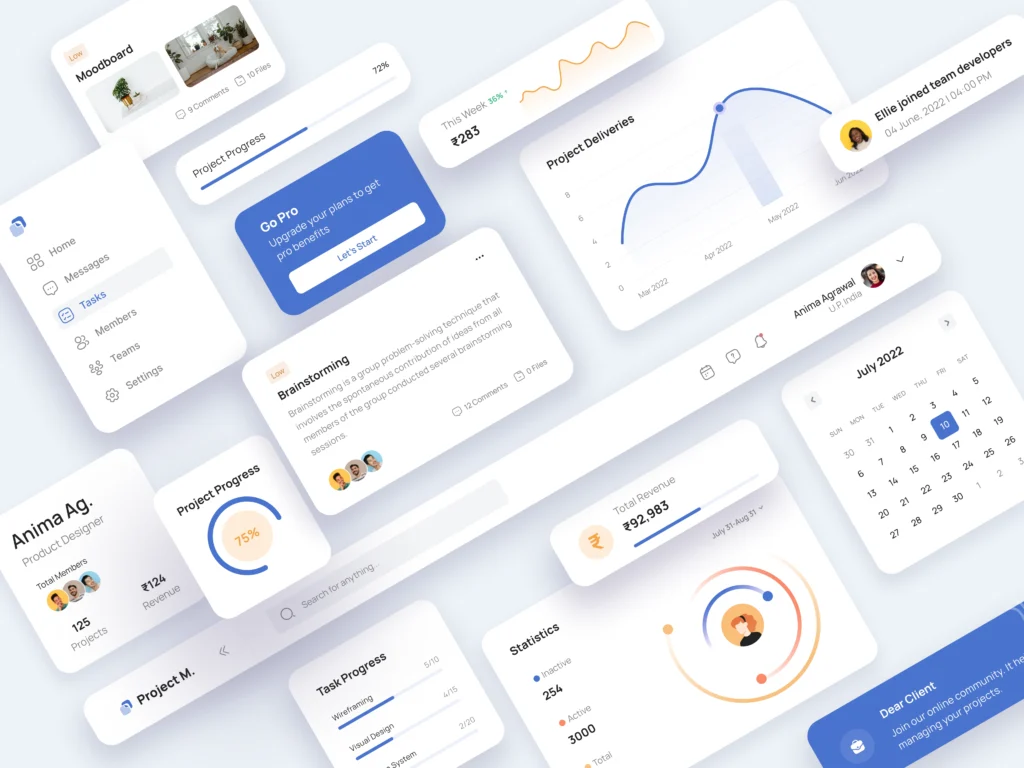 Low
Moodboard
9 Comments
10 Files
Project Progress
72%
This Week 36%
₹283
Project Deliveries
8
6
4
2
0
Mar 2022
Apr 2022
May 2022
Jun 2022
Ellie joined team developers
04 June, 2022 | 04:00 PM
Home
Messages
Tasks
Members
Teams
Settings
Go Pro
Upgrade your plans to get
pro benefits
Let's Start
Low
Brainstorming
Brainstorming is a group problem-solving technique that
involves the spontaneous contribution of ideas from all
members of the group conducted several brainstorming
sessions.
12 Comments
0 Files
Anima Agrawal
U.P, India
July 2022
SUN MON TUE WED THU FRI SAT
30 31 1 2 3 4 5
6 7 8 9 10 11 12
13 14 15 16 17 18 19
20 21 22 23 24 25 26
27 28 29 30 1 2 3
Anima Ag.
Product Designer
Total Members
125
Projects
₹124
Revenue
Project Progress
75%
Project M.
Search for anything...
Total Revenue
₹92,983
Task Progress
Wireframing
5/10
Visual Design
4/15
System
2/20
Statistics
July 31-Aug 31
Inactive
254
Active
3000
Total
Dear Client
Join our online community. It
managing your projects.